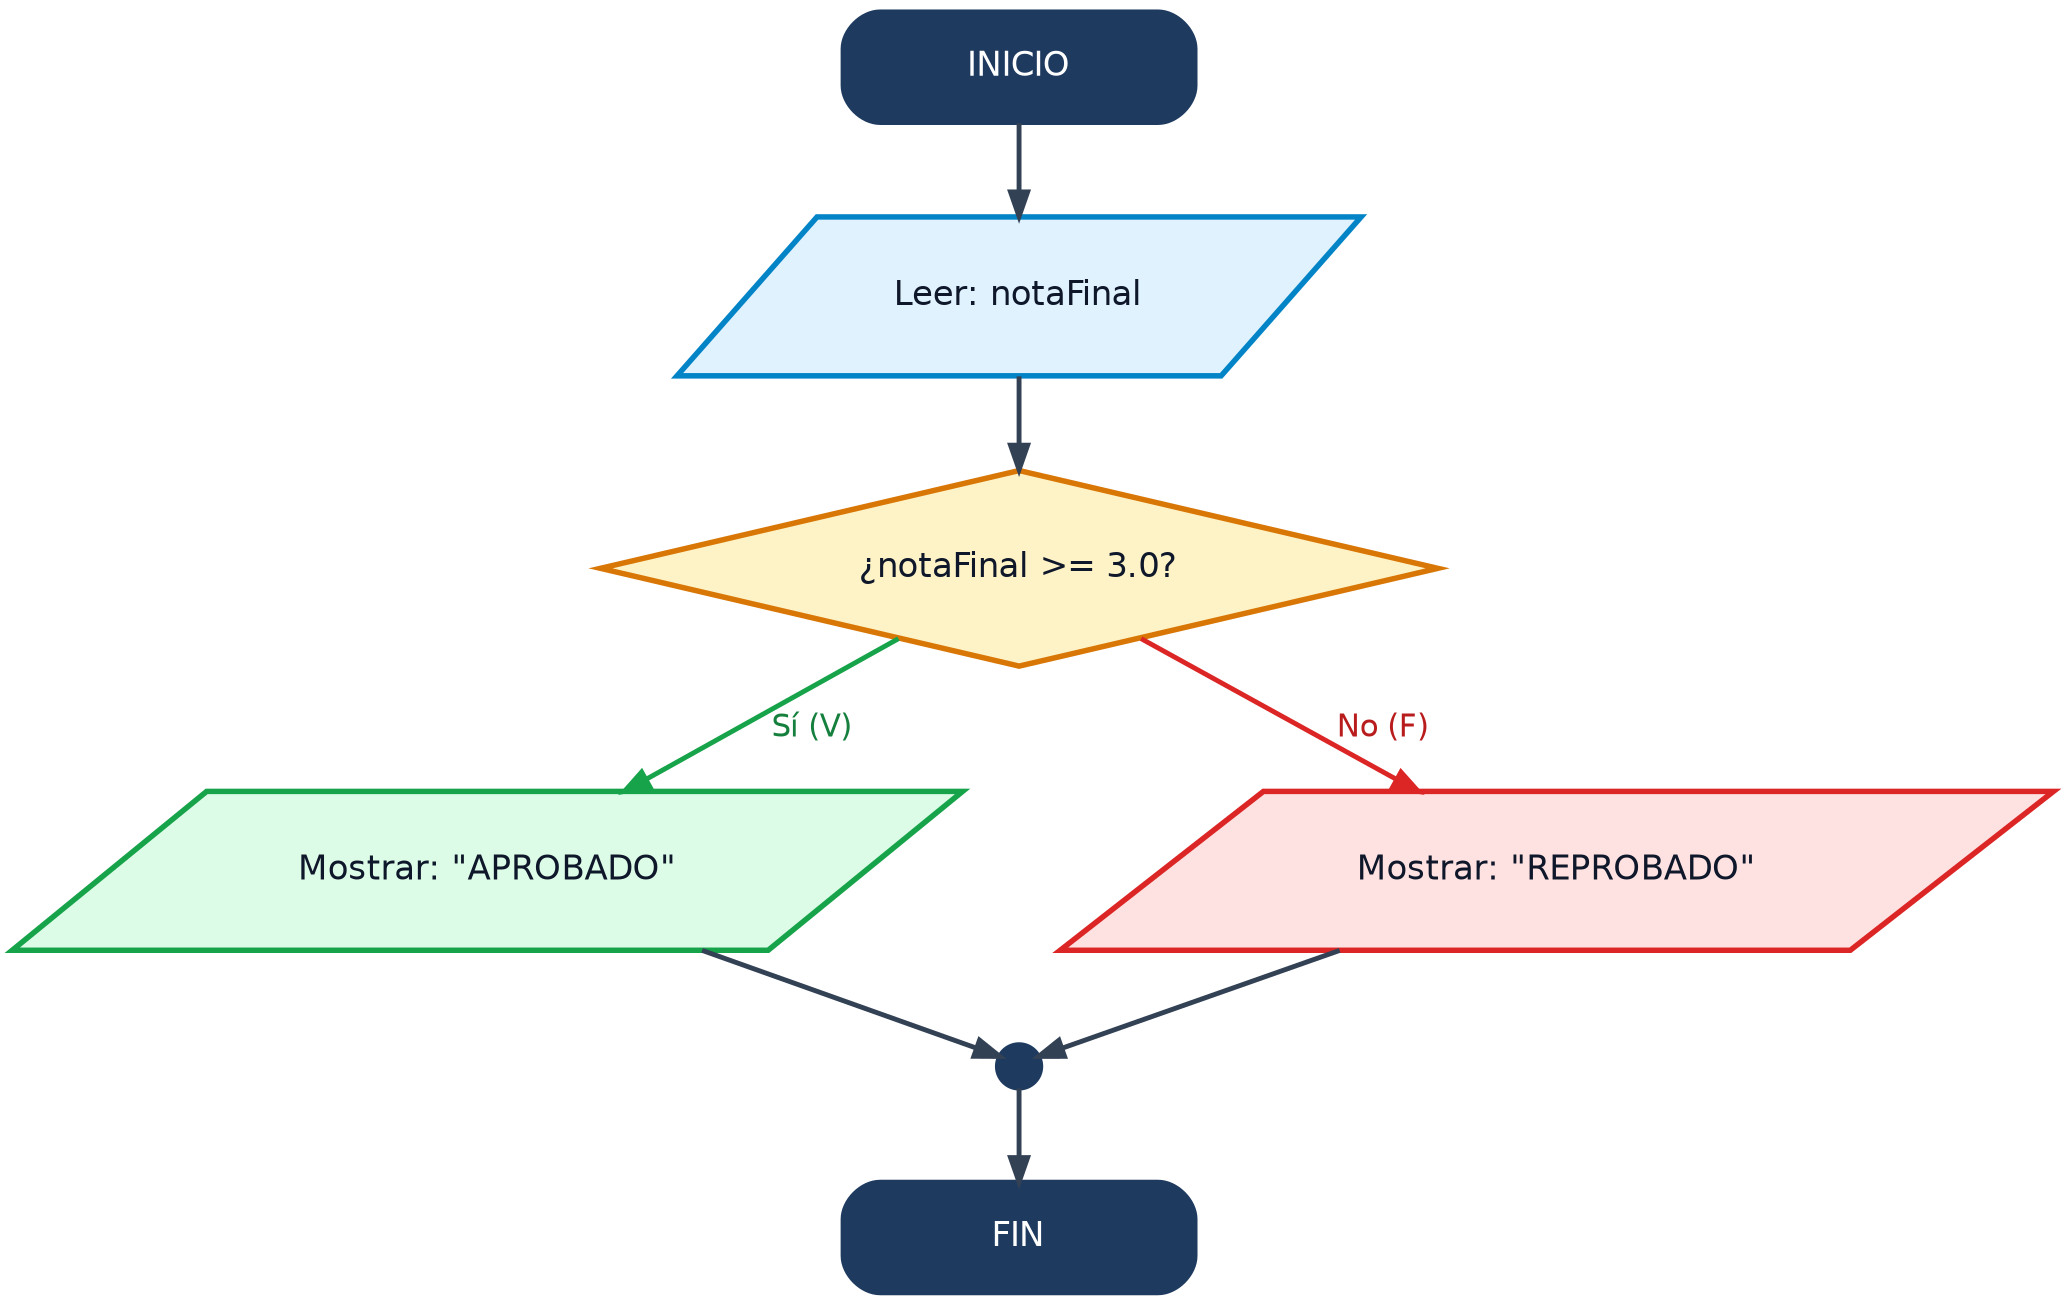 INICIO
Leer: notaFinal
¿notaFinal >= 3.0?
Sí (V)
No (F)
Mostrar: "APROBADO"
Mostrar: "REPROBADO"
FIN